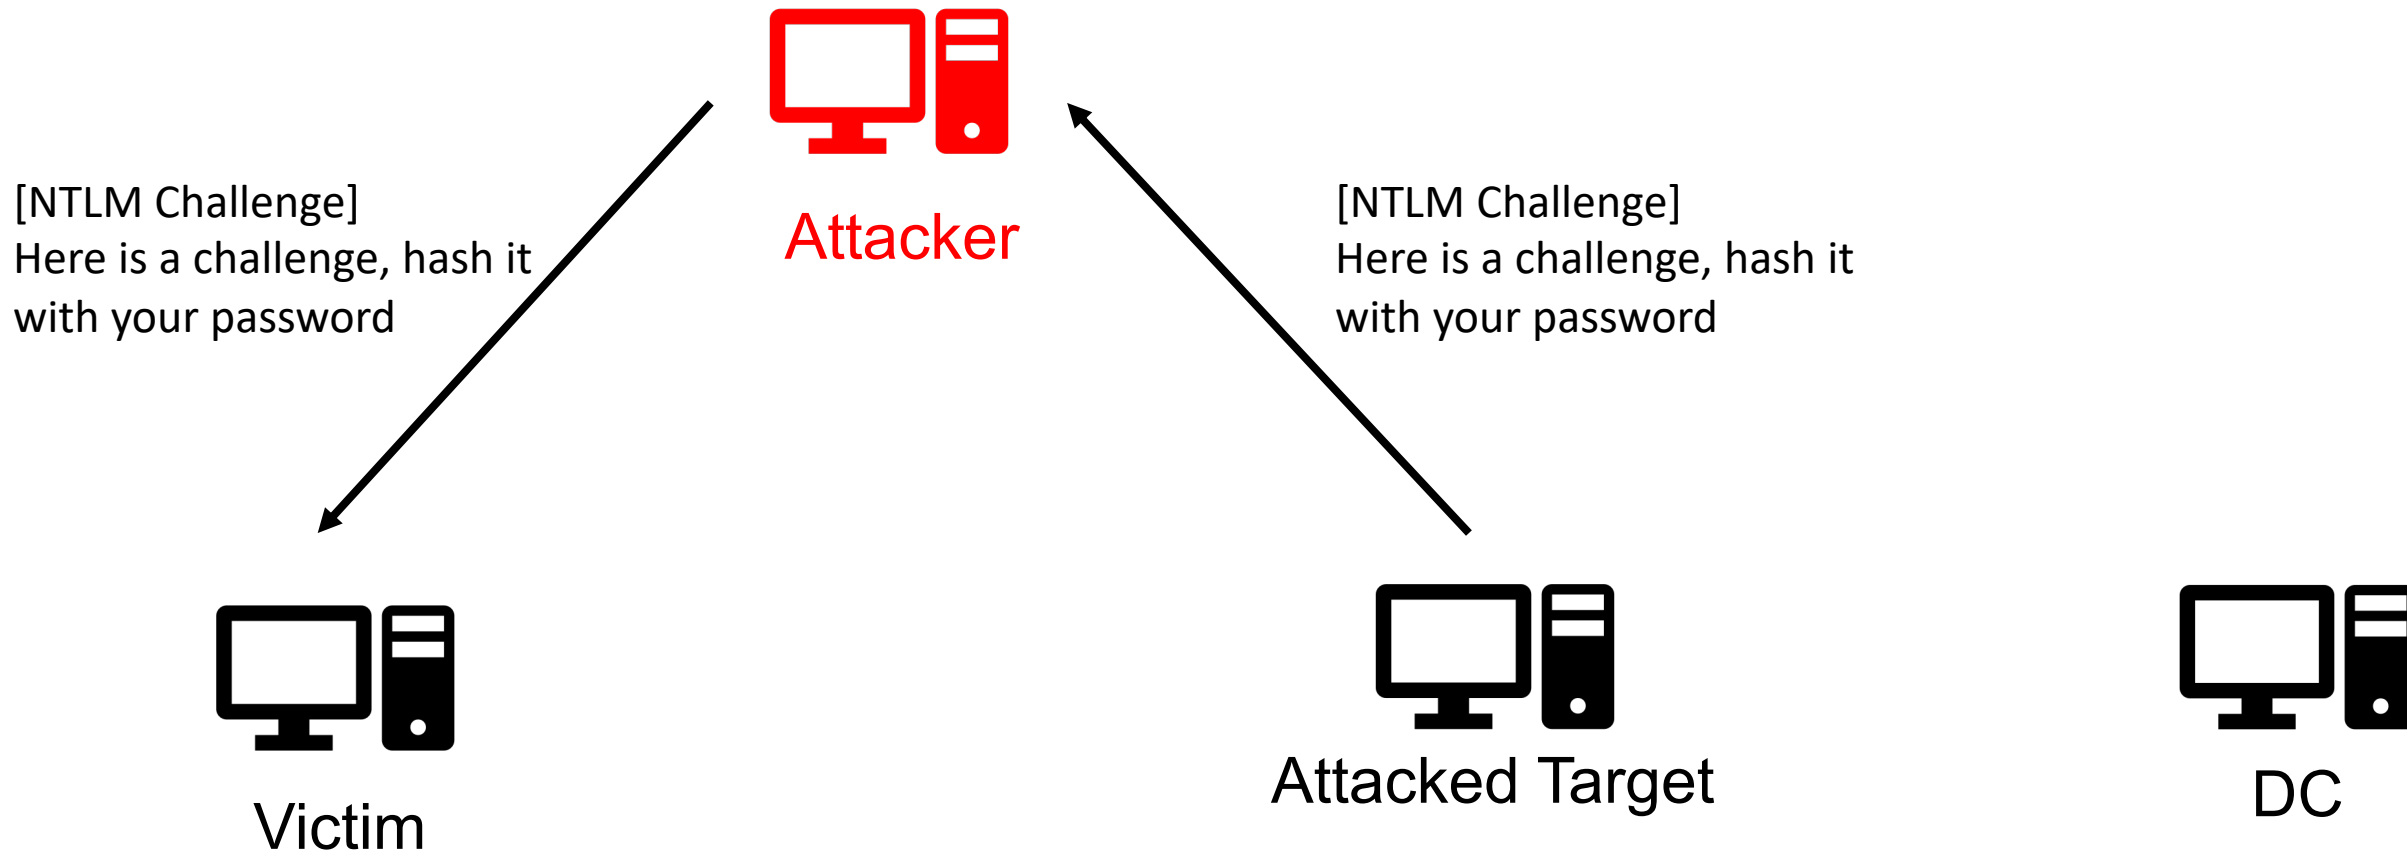 [NTLM Challenge]
Here is a challenge, hash it
with your password
Attacker
[NTLM Challenge]
Here is a challenge, hash it
with your password
Victim
Attacked Target
DC